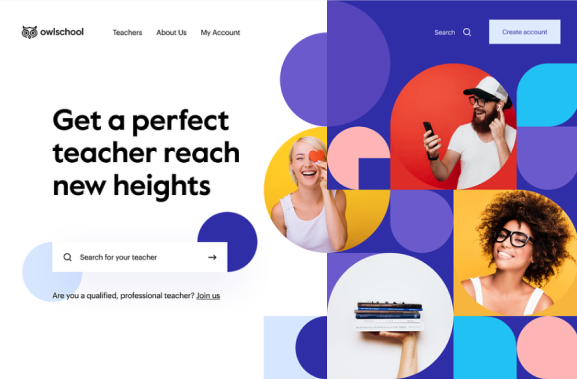 owlschool
Teachers About Us My Account
Search
Create account
Get a perfect
teacher reach
new heights
Search for your teacher
Are you a qualified, professional teacher? Join us